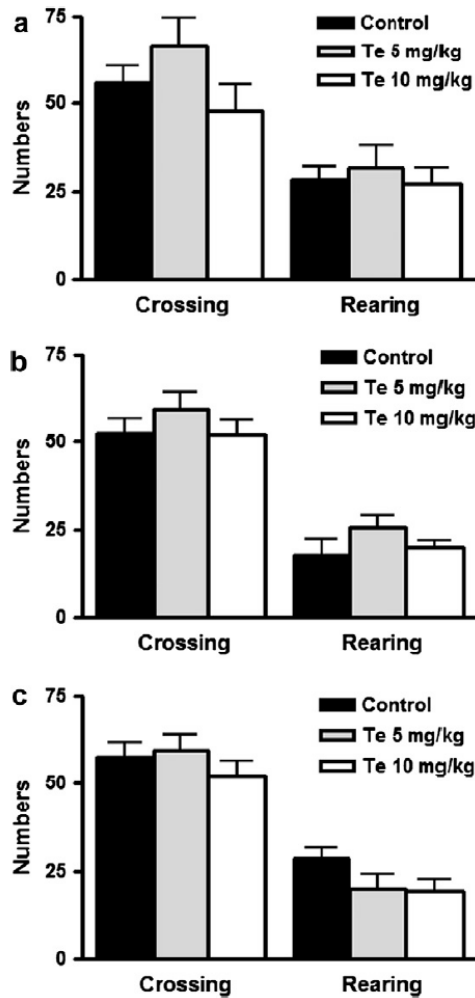 a
75
50
25
0
Numbers
Control
Te 5 mg/kg
Te 10 mg/kg
Crossing Rearing
b
75
50
25
0
Numbers
Control
Te 5 mg/kg
Te 10 mg/kg
Crossing Rearing
c
75
50
25
0
Numbers
Control
Te 5 mg/kg
Te 10 mg/kg
Crossing Rearing